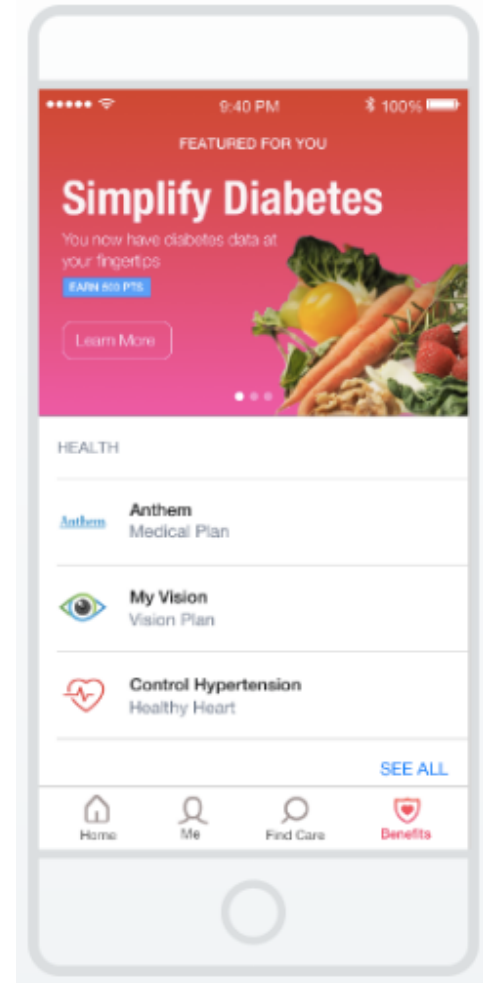 9:40 PM
100%
FEATURED FOR YOU
Simplify Diabetes
You now have diabetes data at
your fingertips
EARN 500 PTS
Learn More
HEALTH
Anthem
Anthem
Medical Plan
My Vision
Vision Plan
Control Hypertension
Healthy Heart
SEE ALL
Home
Me
Find Care
Benefits